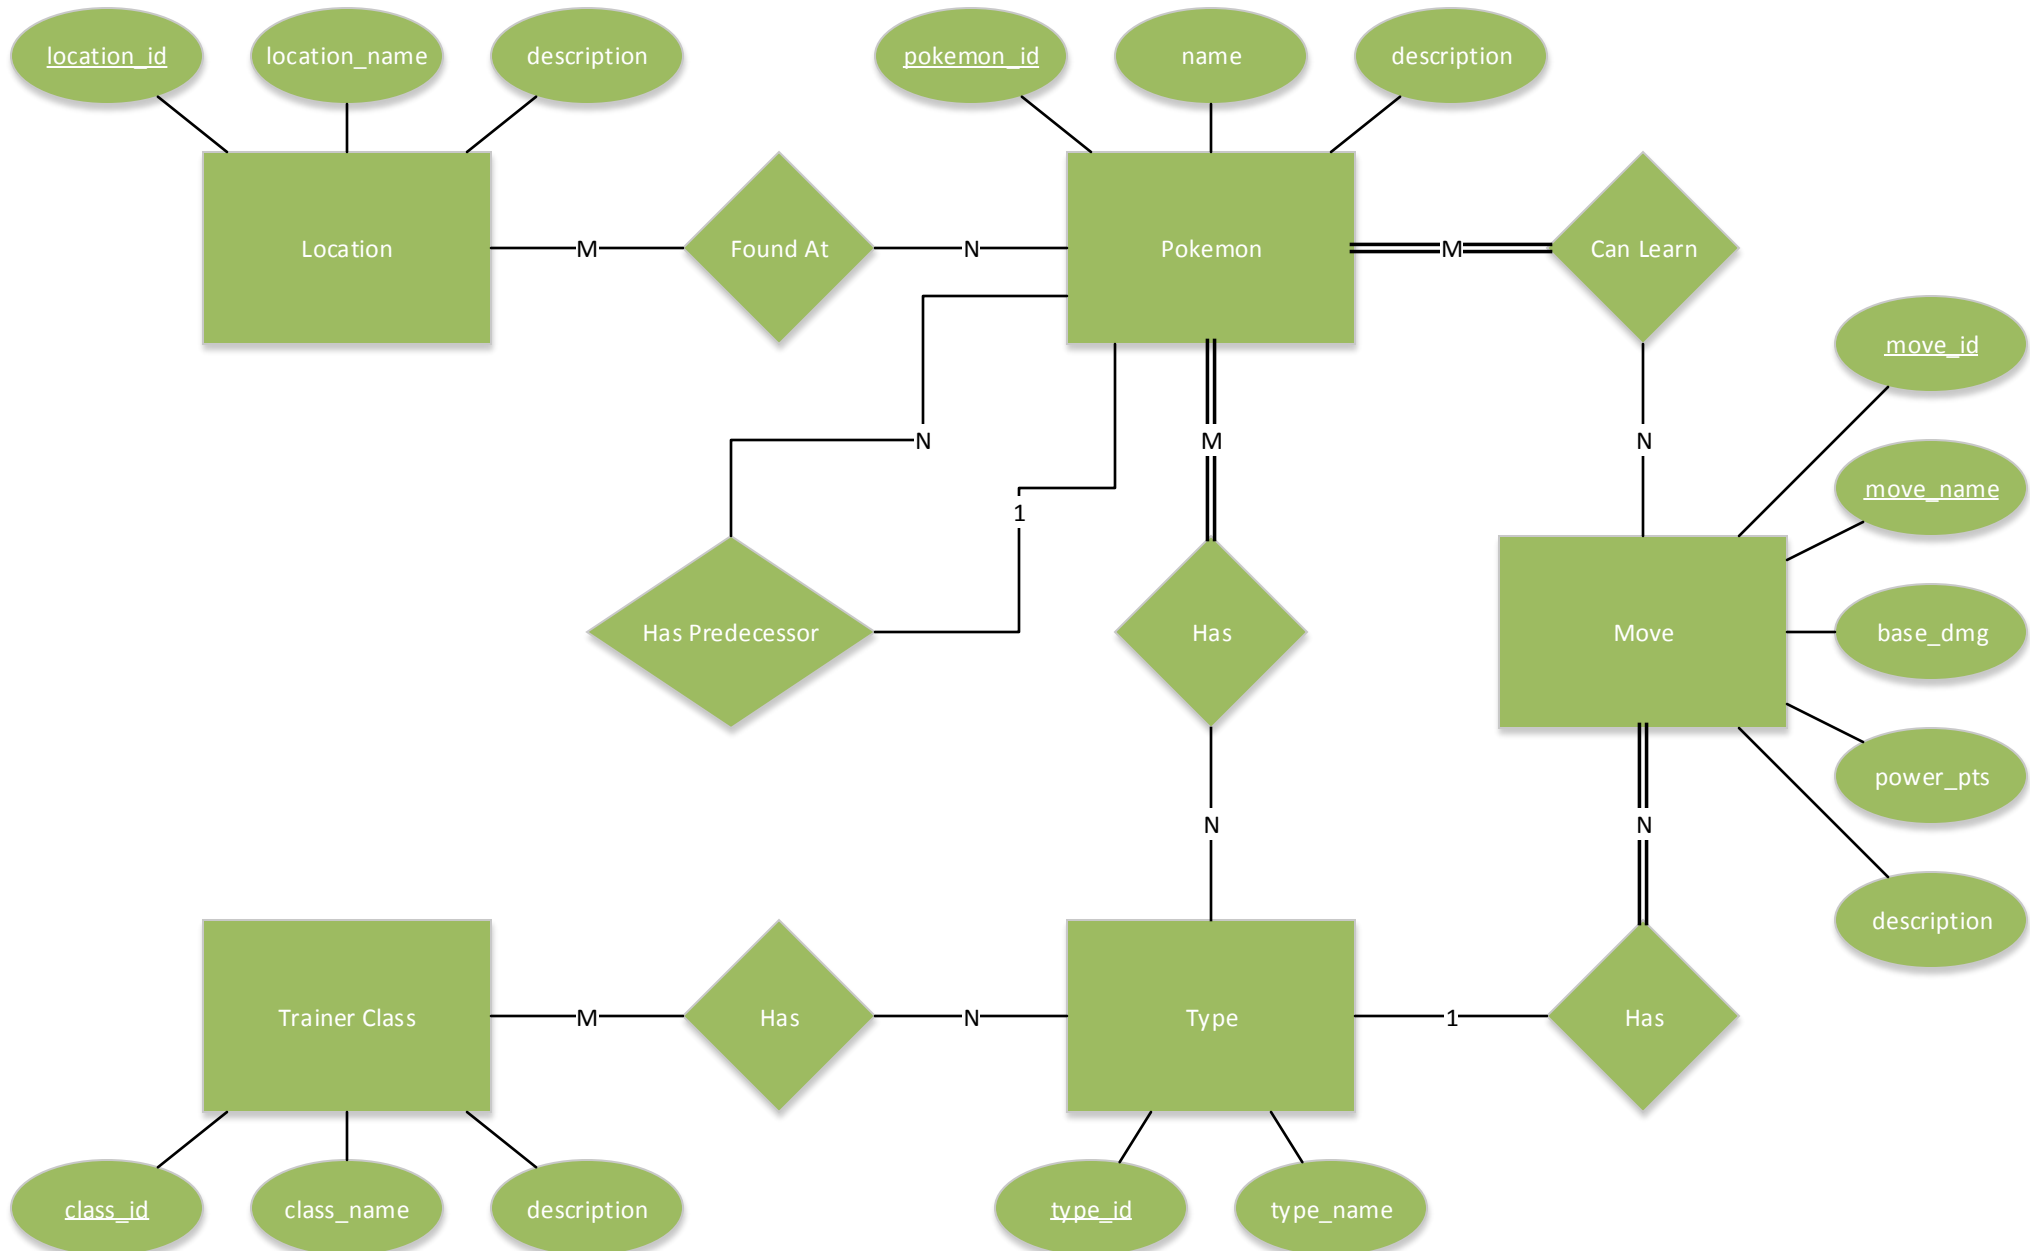 location_id
location_name
description
pokemon_id
name
description
Location
M
Found At
N
Pokemon
M
Can Learn
move_id
N
M
N
move_name
1
Has Predecessor
Has
Move
base_dmg
power_pts
N
N
description
Trainer Class
M
Has
N
Type
1
Has
class_id
class_name
description
type_id
type_name